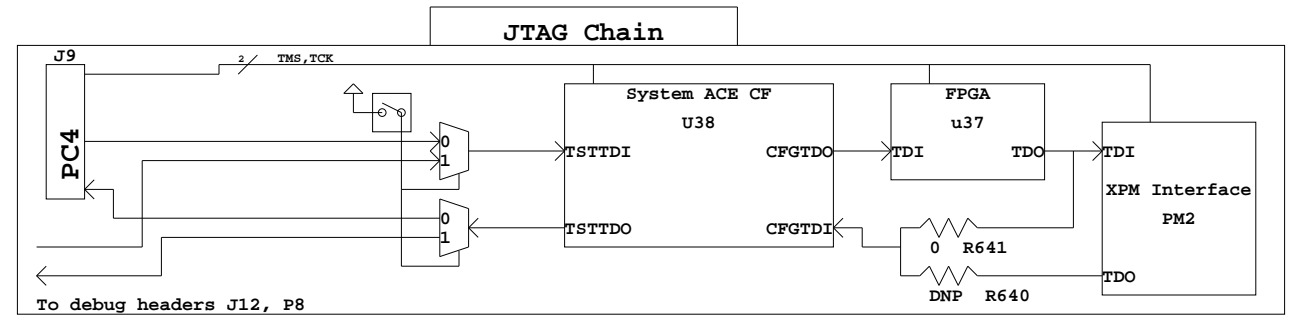 JTAG Chain
J9
2
TMS,TCK
PC4
System ACE CF
U38
FPGA
u37
0
1
TSTTDI
CFGTDO
TDI
TDO
TDI
XPM Interface
PM2
0
1
TSTTDO
CFGTDI
0 R641
TDO
DNP R640
To debug headers J12, P8